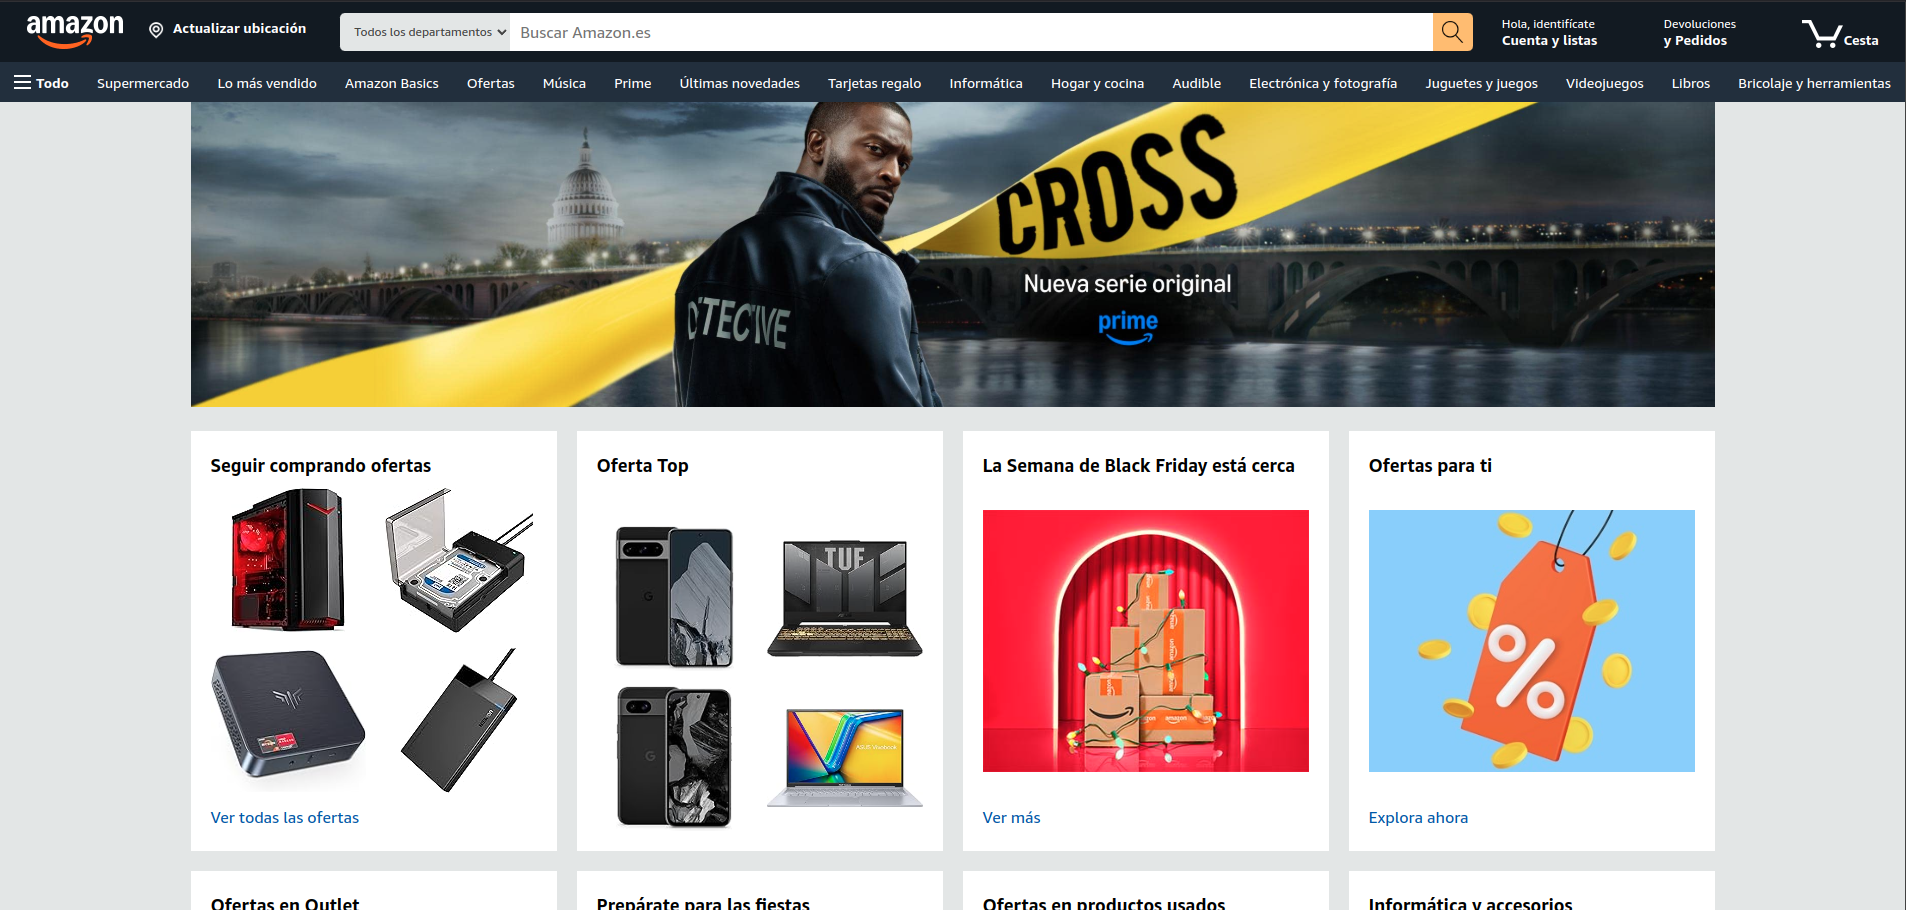 amazon
Actualizar ubicación
Todos los departamentos
Buscar Amazon.es
Hola, identifícate
Cuenta y listas
Devoluciones
y Pedidos
Cesta
Todo
Supermercado
Lo más vendido
Amazon Basics
Ofertas
Música
Prime
Últimas novedades
Tarjetas regalo
Informática
Hogar y cocina
Audible
Electrónica y fotografía
Juguetes y juegos
Videojuegos
Libros
Bricolaje y herramientas
CROSS
Nueva serie original
prime
DETECTIVE
Seguir comprando ofertas
Oferta Top
La Semana de Black Friday está cerca
Ofertas para ti
TUF
G
G
ASUS Vivobook
amazon
amazon
%
Ver todas las ofertas
Ver más
Explora ahora
Ofertas en Outlet
Prepárate para las fiestas
Ofertas en productos usados
Informática y accesorios